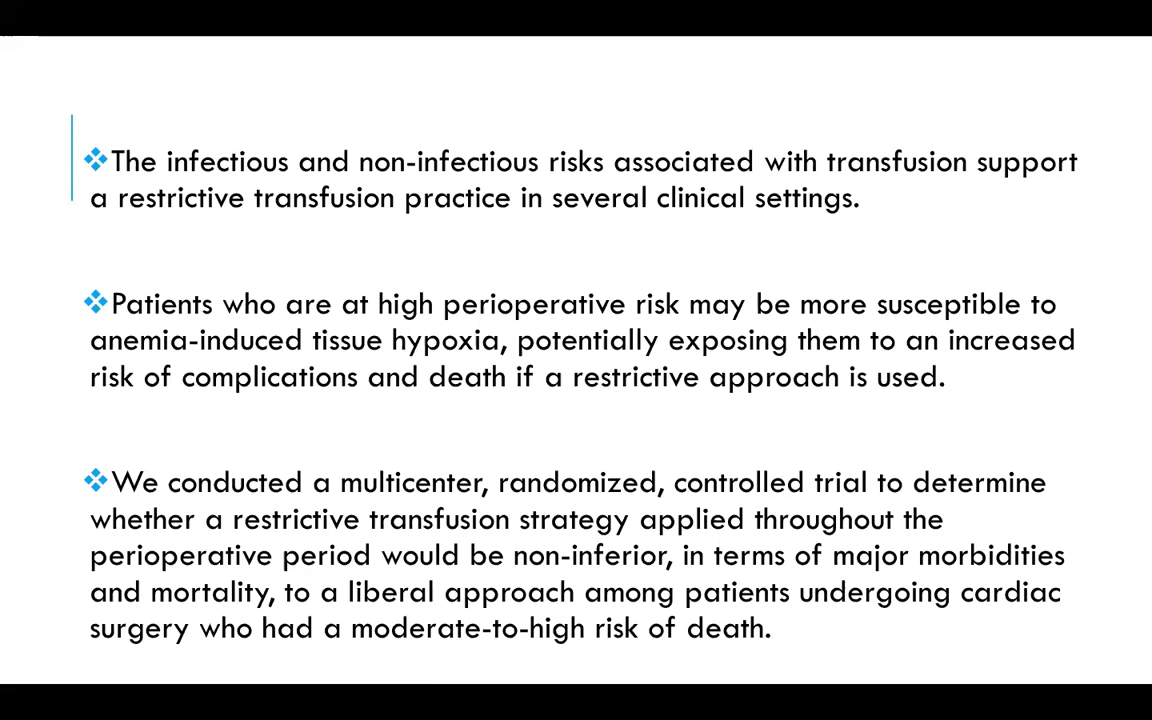 ❖The infectious and non-infectious risks associated with transfusion support
a restrictive transfusion practice in several clinical settings.
❖Patients who are at high perioperative risk may be more susceptible to
anemia-induced tissue hypoxia, potentially exposing them to an increased
risk of complications and death if a restrictive approach is used.
❖We conducted a multicenter, randomized, controlled trial to determine
whether a restrictive transfusion strategy applied throughout the
perioperative period would be non-inferior, in terms of major morbidities
and mortality, to a liberal approach among patients undergoing cardiac
surgery who had a moderate-to-high risk of death.